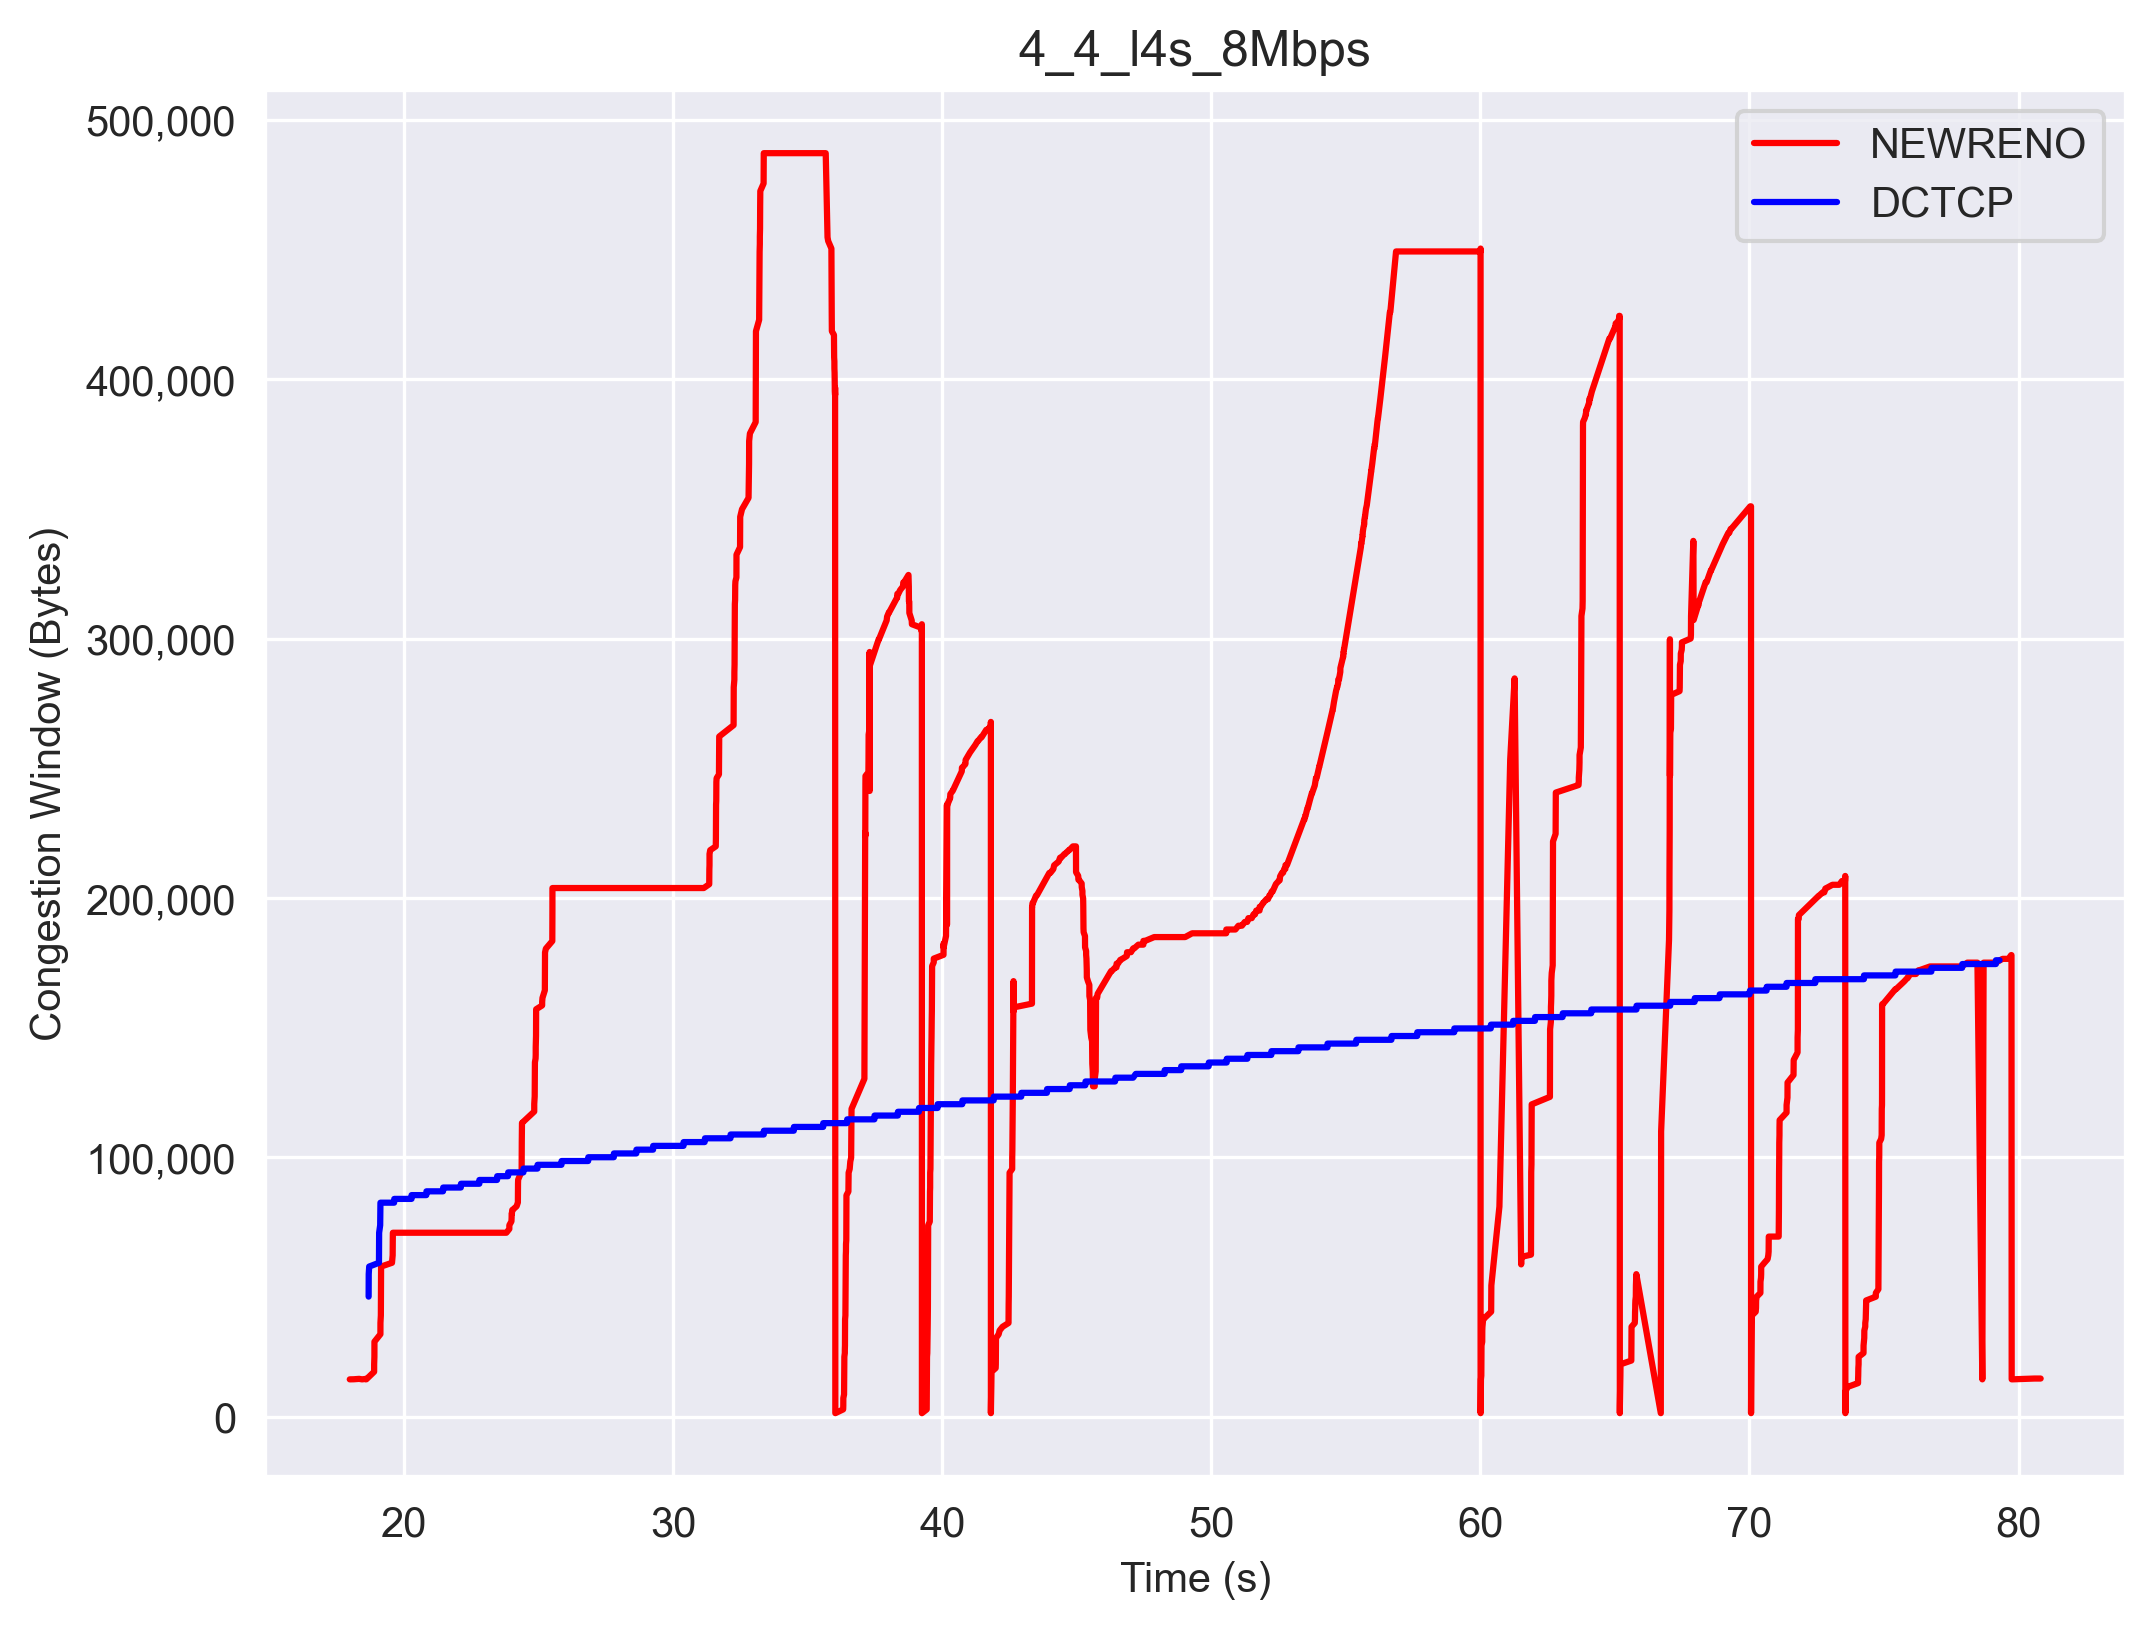 4_4_l4s_8Mbps
NEWRENO
DCTCP
500,000
400,000
300,000
200,000
100,000
0
Congestion Window (Bytes)
20 30 40 50 60 70 80
Time (s)